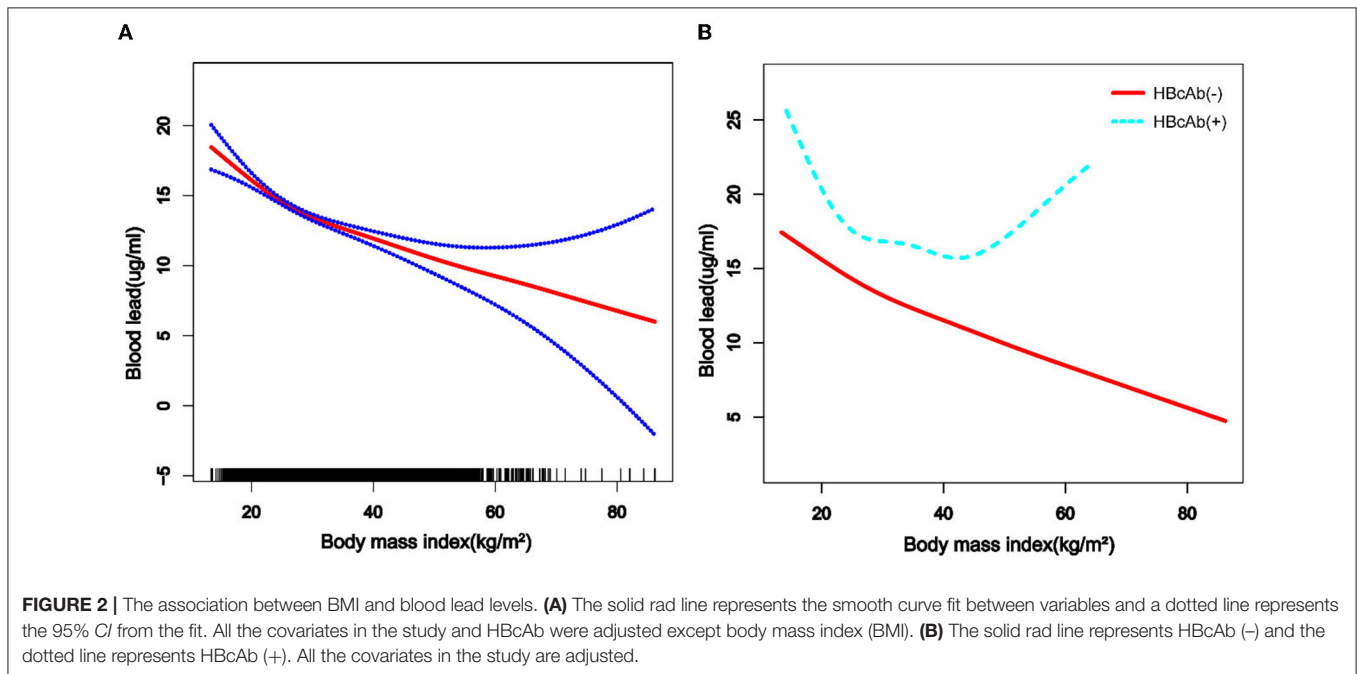 A
B
20
15
10
5
0
-5
Blood lead(ug/ml)
20 40 60 80
Body mass index(kg/m²)
25
20
15
10
5
Blood lead(ug/ml)
HBcAb(-)
HBcAb(+)
20 40 60 80
Body mass index(kg/m²)
FIGURE 2 | The association between BMI and blood lead levels. (A) The solid rad line represents the smooth curve fit between variables and a dotted line represents
the 95% CI from the fit. All the covariates in the study and HBcAb were adjusted except body mass index (BMI). (B) The solid rad line represents HBcAb (–) and the
dotted line represents HBcAb (+). All the covariates in the study are adjusted.